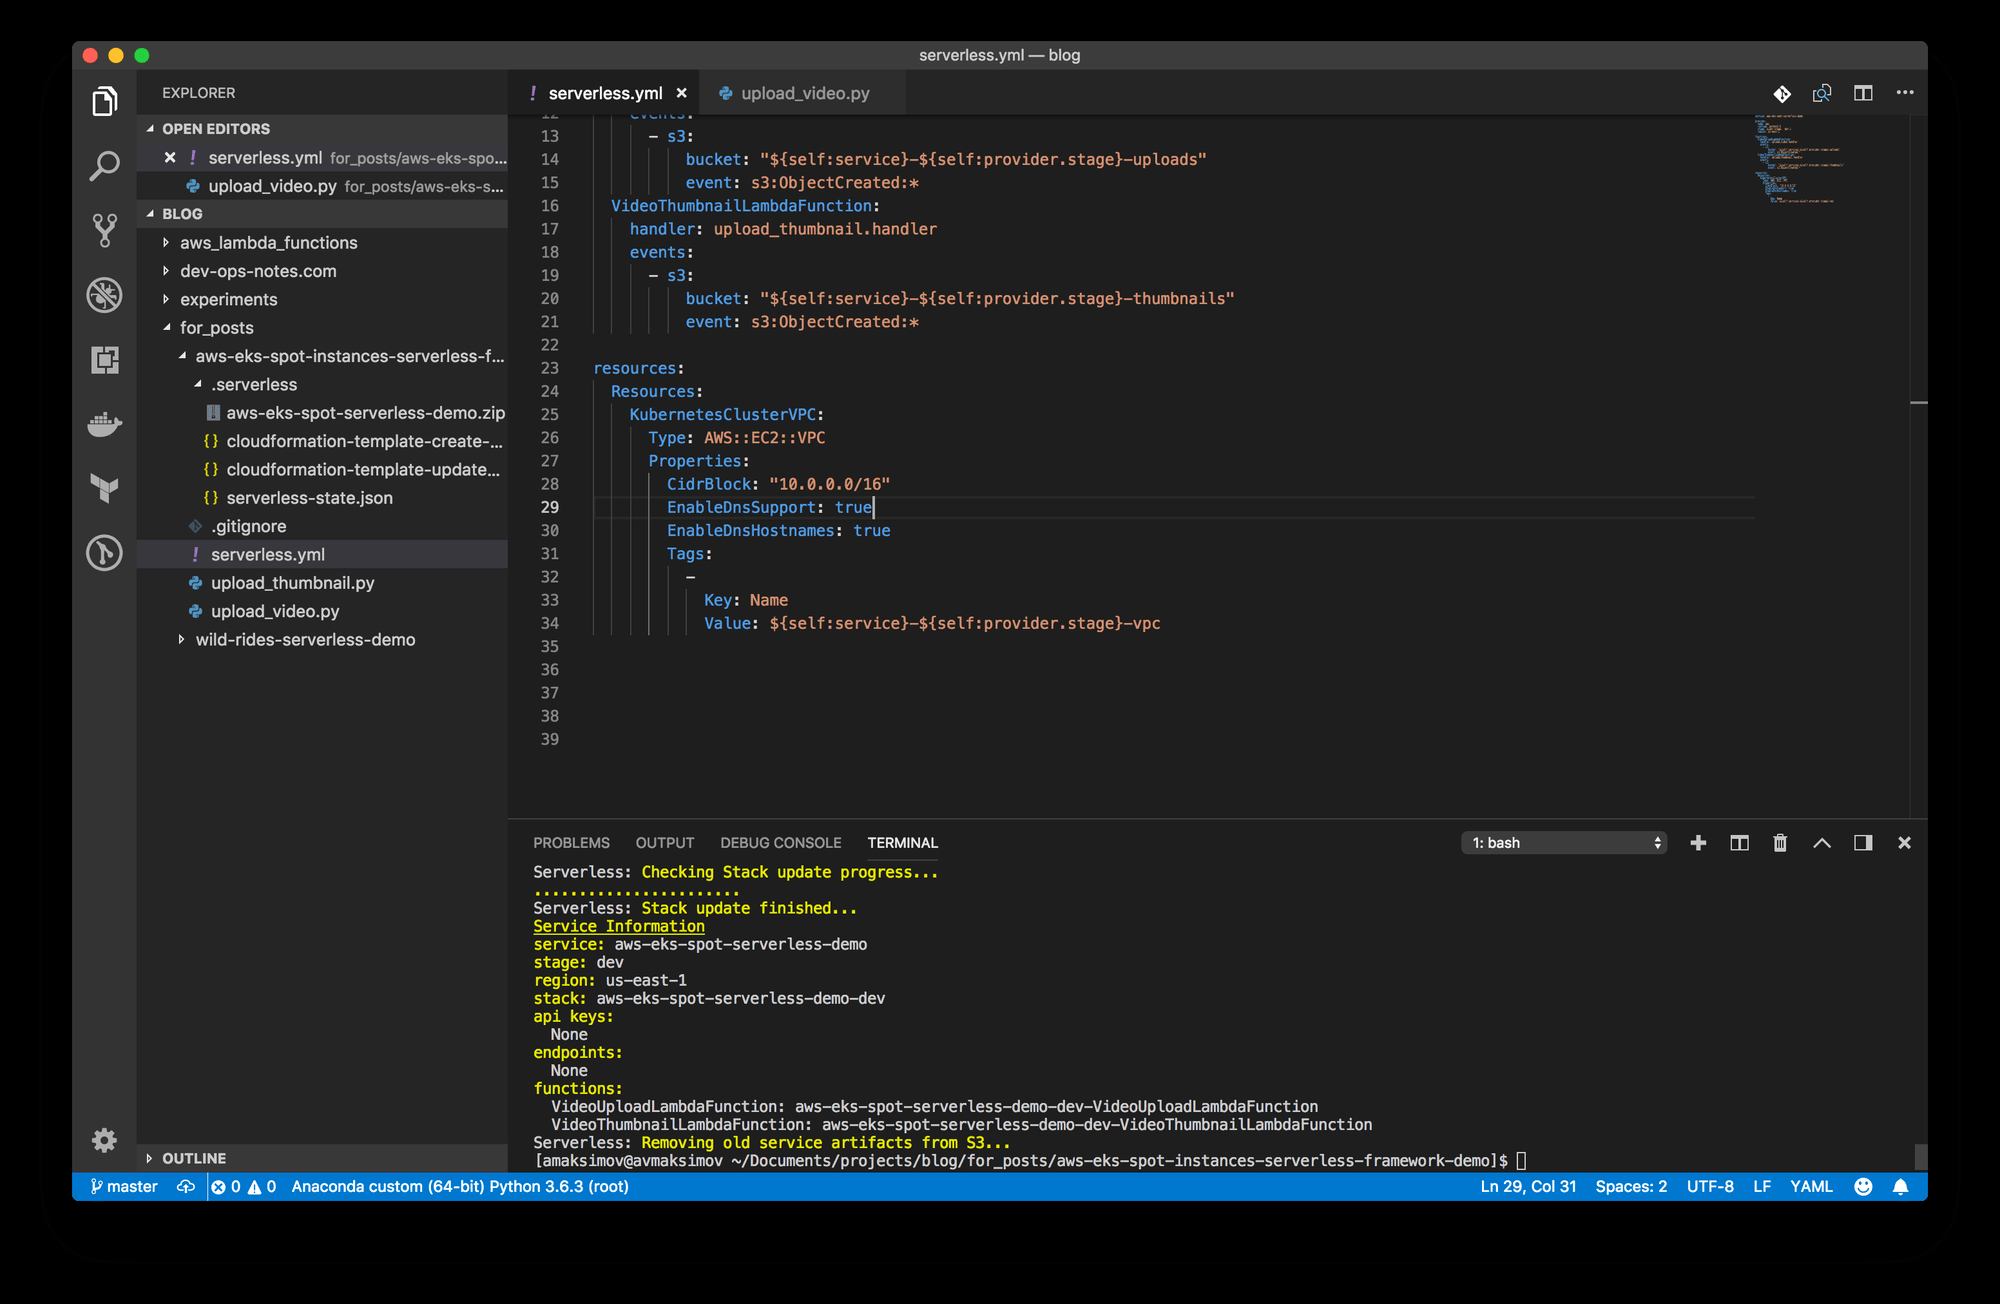 serverless.yml — blog
EXPLORER
OPEN EDITORS
serverless.yml for_posts/aws-eks-spo...
upload_video.py for_posts/aws-eks-s...
BLOG
aws_lambda_functions
dev-ops-notes.com
experiments
for_posts
aws-eks-spot-instances-serverless-f...
.serverless
aws-eks-spot-serverless-demo.zip
{} cloudformation-template-create-...
{} cloudformation-template-update...
{} serverless-state.json
.gitignore
! serverless.yml
upload_thumbnail.py
upload_video.py
wild-rides-serverless-demo
OUTLINE
! serverless.yml
upload_video.py
12 events:
13 - s3:
14 bucket: "${self:service}-${self:provider.stage}-uploads"
15 event: s3:ObjectCreated:*
16 VideoThumbnailLambdaFunction:
17 handler: upload_thumbnail.handler
18 events:
19 - s3:
20 bucket: "${self:service}-${self:provider.stage}-thumbnails"
21 event: s3:ObjectCreated:*
22
23 resources:
24 Resources:
25 KubernetesClusterVPC:
26 Type: AWS::EC2::VPC
27 Properties:
28 CidrBlock: "10.0.0.0/16"
29 EnableDnsSupport: true
30 EnableDnsHostnames: true
31 Tags:
32 -
33 Key: Name
34 Value: ${self:service}-${self:provider.stage}-vpc
35
36
37
38
39
PROBLEMS OUTPUT DEBUG CONSOLE TERMINAL 1: bash
Serverless: Checking Stack update progress...
.......................
Serverless: Stack update finished...
Service Information
service: aws-eks-spot-serverless-demo
stage: dev
region: us-east-1
stack: aws-eks-spot-serverless-demo-dev
api keys:
None
endpoints:
None
functions:
VideoUploadLambdaFunction: aws-eks-spot-serverless-demo-dev-VideoUploadLambdaFunction
VideoThumbnailLambdaFunction: aws-eks-spot-serverless-demo-dev-VideoThumbnailLambdaFunction
Serverless: Removing old service artifacts from S3...
[amaksimov@avmaksimov ~/Documents/projects/blog/for_posts/aws-eks-spot-instances-serverless-framework-demo]$
master 0 0 Anaconda custom (64-bit) Python 3.6.3 (root) Ln 29, Col 31 Spaces: 2 UTF-8 LF YAML